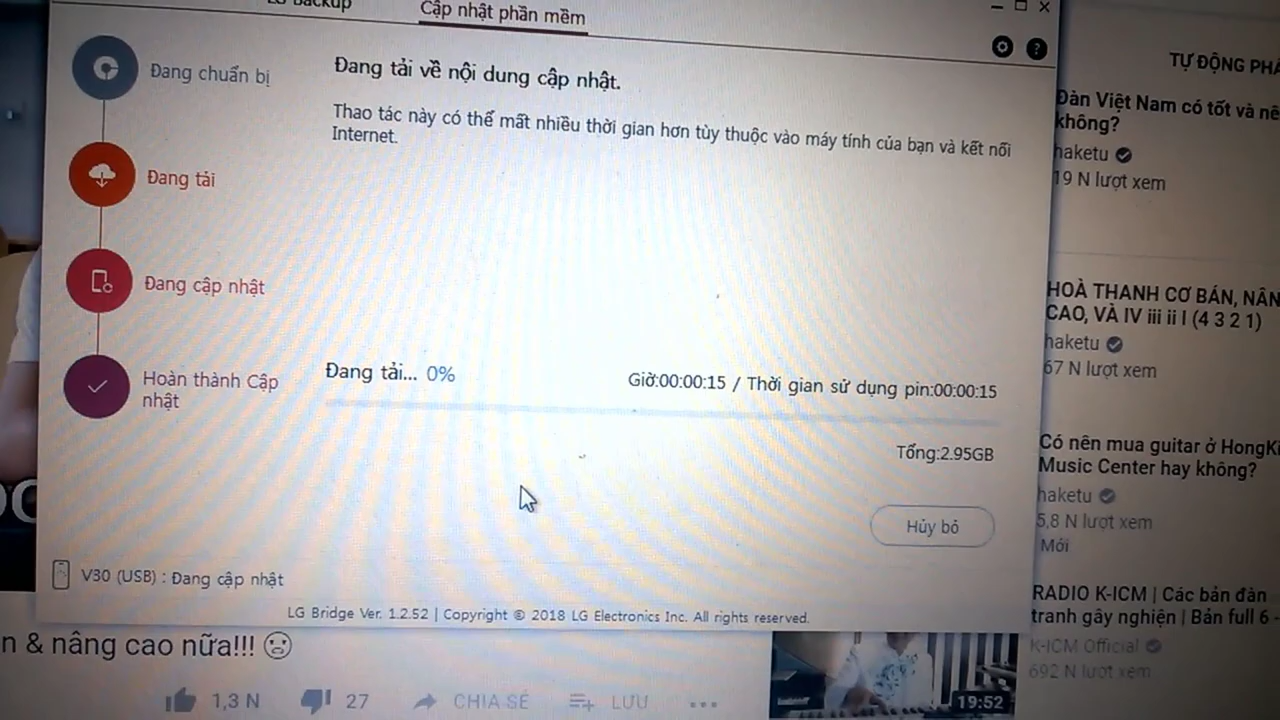 Backup
Cập nhật phần mềm
Đang chuẩn bị
Đang tải
Đang cập nhật
Hoàn thành Cập
nhật
Đang tải về nội dung cập nhật.
Thao tác này có thể mất nhiều thời gian hơn tùy thuộc vào máy tính của bạn và kết nối
Internet.
Đang tải... 0%
Giờ:00:00:15 / Thời gian sử dụng pin:00:00:15
Tổng:2.95GB
Hủy bỏ
V30 (USB) : Đang cập nhật
LG Bridge Ver. 1.2.52 | Copyright © 2018 LG Electronics Inc. All rights reserved.
n & nâng cao nữa!!!
1,3 N
27
CHIA SẺ
LƯU
TỰ ĐỘNG PHÁ
Đàn Việt Nam có tốt và nê
không?
haketu
19 N lượt xem
HOÀ THANH CƠ BẢN, NÂN
CAO, VÀ IV iii ii I (4 3 2 1)
haketu
67 N lượt xem
Có nên mua guitar ở HongKi
Music Center hay không?
haketu
5,8 N lượt xem
Mới
RADIO K-ICM | Các bản đàn
tranh gây nghiện | Bản full 6 -
K-ICM Official
692 N lượt xem
19:52